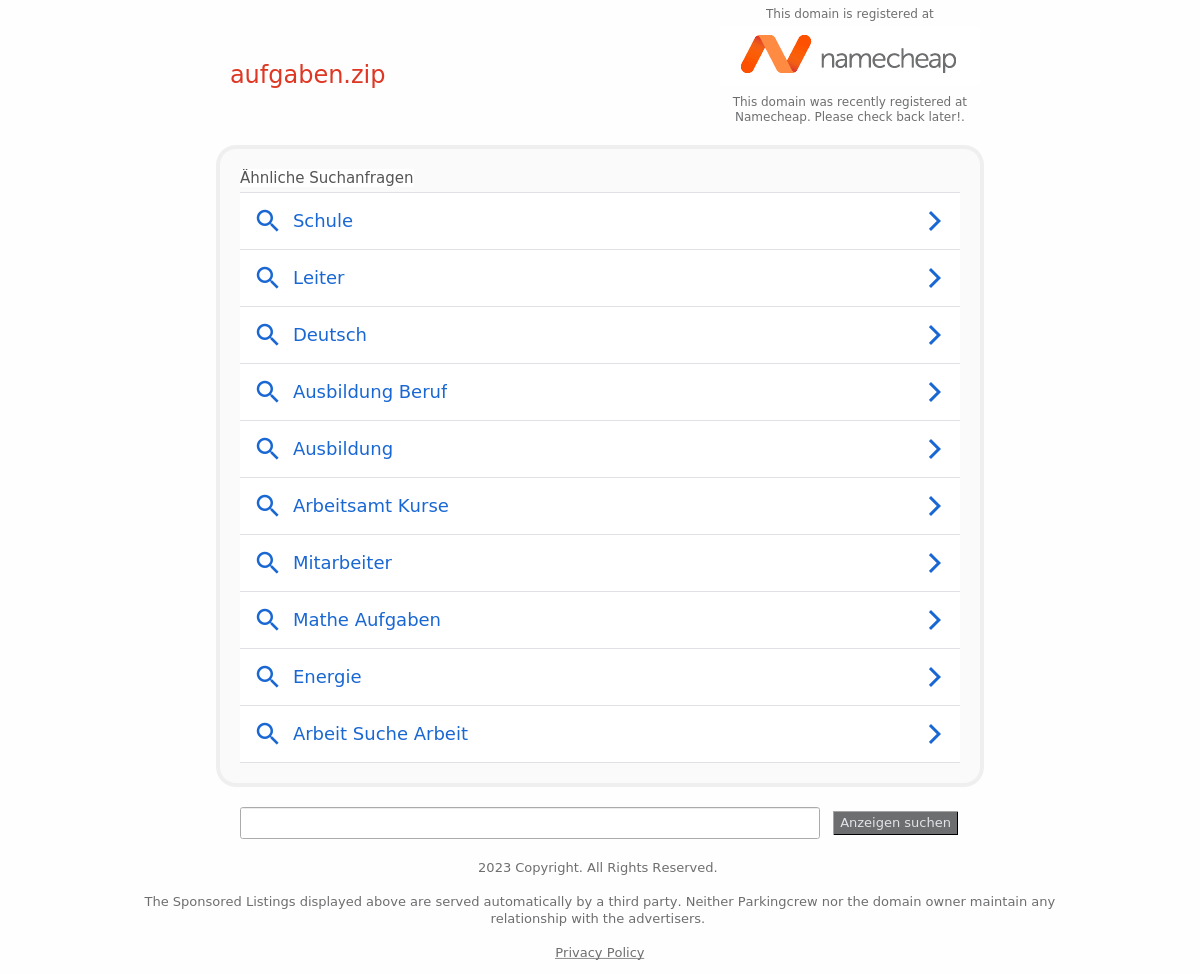 This domain is registered at
namecheap
aufgaben.zip
This domain was recently registered at
Namecheap. Please check back later!.
Ähnliche Suchanfragen
Schule
Leiter
Deutsch
Ausbildung Beruf
Ausbildung
Arbeitsamt Kurse
Mitarbeiter
Mathe Aufgaben
Energie
Arbeit Suche Arbeit
Anzeigen suchen
2023 Copyright. All Rights Reserved.
The Sponsored Listings displayed above are served automatically by a third party. Neither Parkingcrew nor the domain owner maintain any
relationship with the advertisers.
Privacy Policy